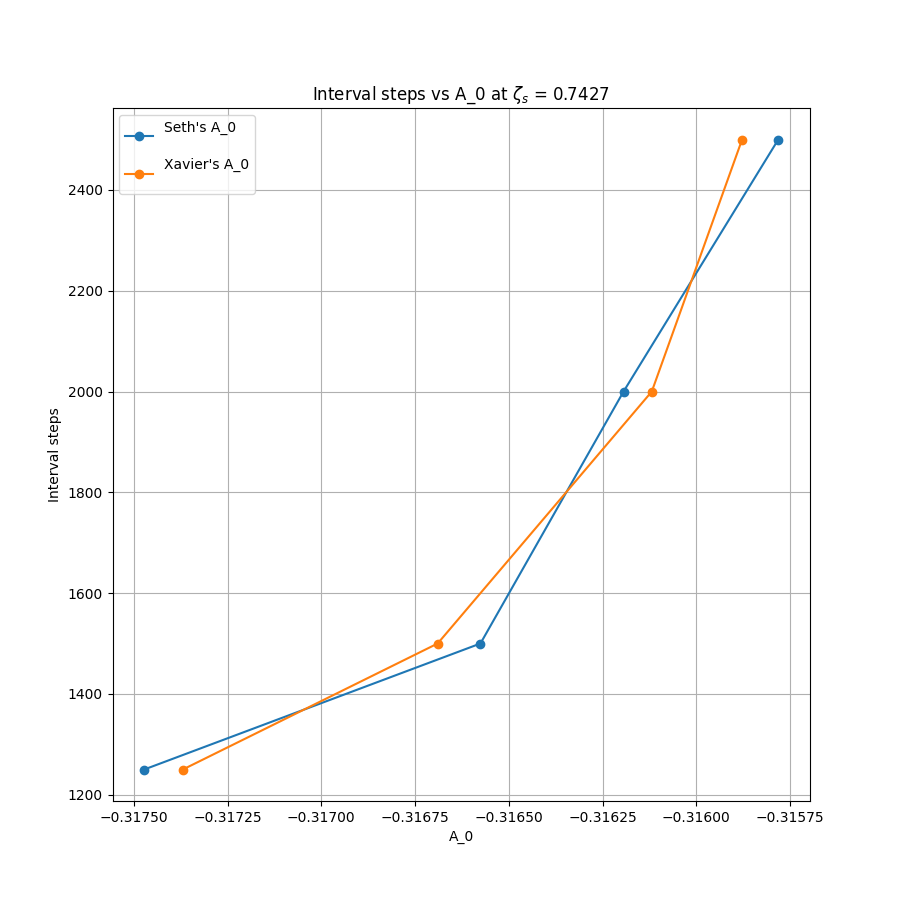 Interval steps vs A_0 at ζₛ = 0.7427
Seth's A_0
Xavier's A_0
2400
2200
2000
1800
1600
1400
1200
Interval steps
−0.31750 −0.31725 −0.31700 −0.31675 −0.31650 −0.31625 −0.31600 −0.31575
A_0